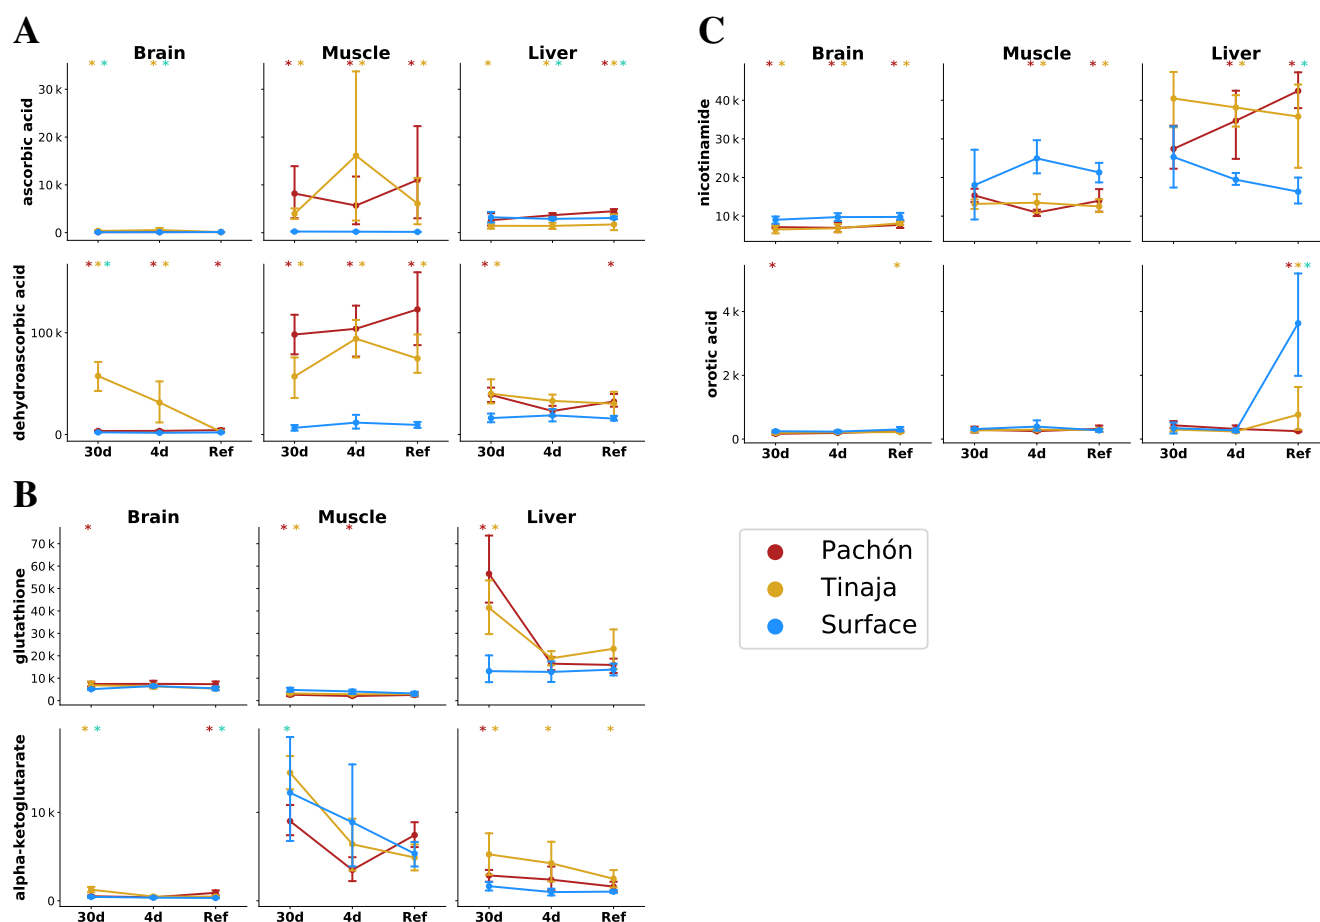 A
Brain Muscle Liver
* * * * * * * * * * * * * * * *
ascorbic acid
30 k
20 k
10 k
0
* * * * * * * * * * * * * * *
dehydroascorbic acid
100 k
0
30d 4d Ref 30d 4d Ref 30d 4d Ref
B
Brain Muscle Liver
* * * * * *
glutathione
70 k
60 k
50 k
40 k
30 k
20 k
10 k
0
* * * * * * * * *
alpha-ketoglutarate
10 k
0
30d 4d Ref 30d 4d Ref 30d 4d Ref
C
Brain Muscle Liver
* * * * * * * * * * * * * *
nicotinamide
40 k
30 k
20 k
10 k
* * * * *
orotic acid
4 k
2 k
0
30d 4d Ref 30d 4d Ref 30d 4d Ref
Pachón
Tinaja
Surface